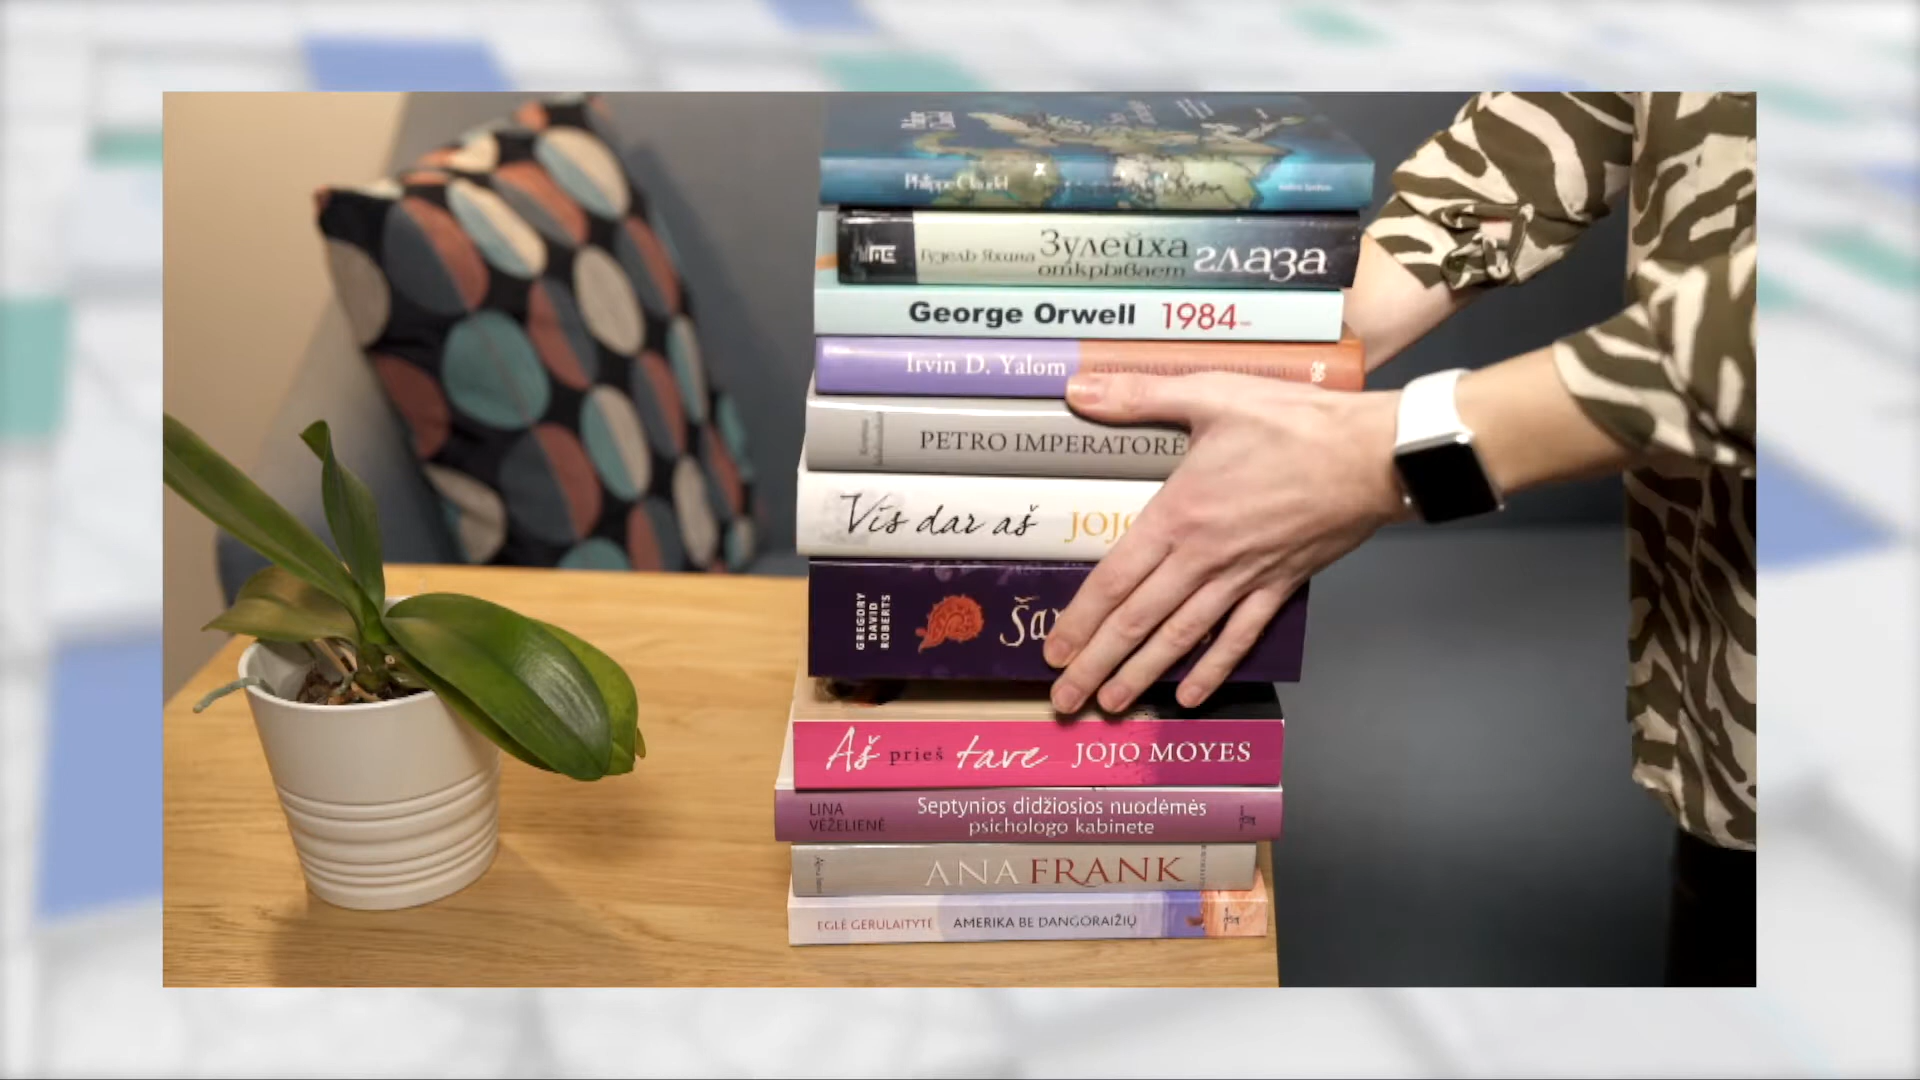 Philippe Claudel
Гузель Яхина Зулейха
открывает глаза
George Orwell 1984
Irvin D. Yalom
PETRO IMPERATORĖ
Vis dar aš JOJO
GREGORY
DAVID
ROBERTS
Aš prieš tave JOJO MOYES
LINA
VĖŽELIENĖ
Septynios didžiosios nuodėmės
psichologo kabinete
ANA FRANK
EGLĖ GERULAITYTĖ AMERIKA BE DANGORAIŽIŲ